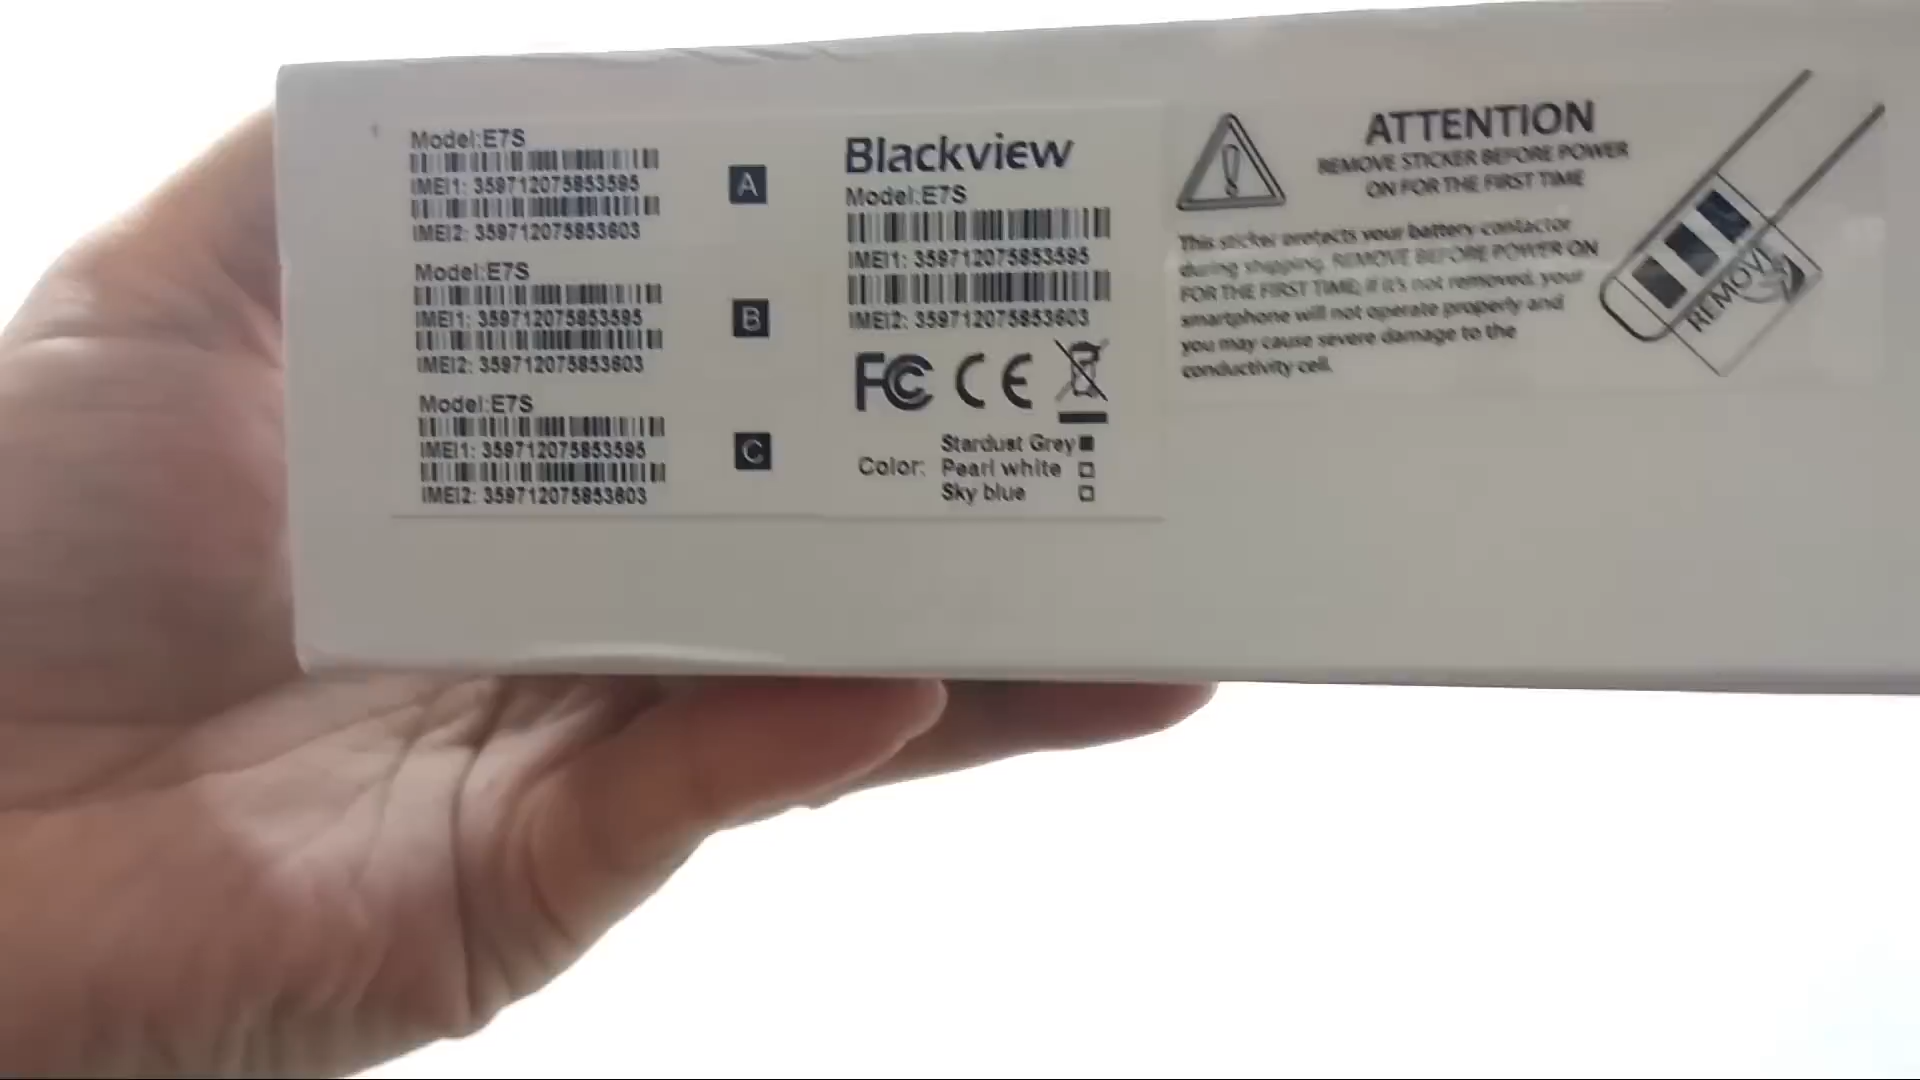 Model:E7S
IMEI1: 359712075853595
IMEI2: 359712075853603
A
Model:E7S
IMEI1: 359712075853595
IMEI2: 359712075853603
B
Model:E7S
IMEI1: 359712075853595
IMEI2: 359712075853603
C
Blackview
Model:E7S
IMEI1: 359712075853595
IMEI2: 359712075853603
FC CE
Color:
Stardust Grey
Pearl white
Sky blue
ATTENTION
REMOVE STICKER BEFORE POWER
ON FOR THE FIRST TIME
This sticker protects your battery contactor
during shipping. REMOVE BEFORE POWER ON
FOR THE FIRST TIME; if it's not removed, your
smartphone will not operate properly and
you may cause severe damage to the
conductivity cell.
REMOVE